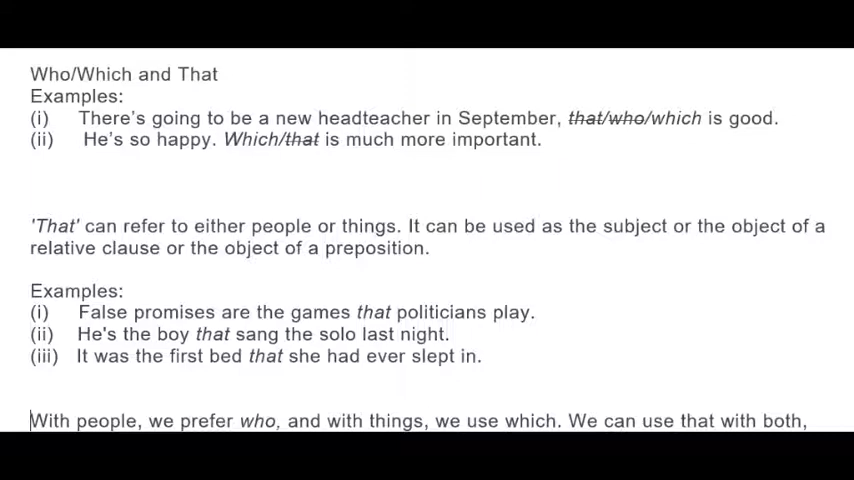 Who/Which and That
Examples:
(i) There's going to be a new headteacher in September, that/who/which is good.
(ii) He's so happy. Which/that is much more important.
'That' can refer to either people or things. It can be used as the subject or the object of a
relative clause or the object of a preposition.
Examples:
(i) False promises are the games that politicians play.
(ii) He's the boy that sang the solo last night.
(iii) It was the first bed that she had ever slept in.
With people, we prefer who, and with things, we use which. We can use that with both,